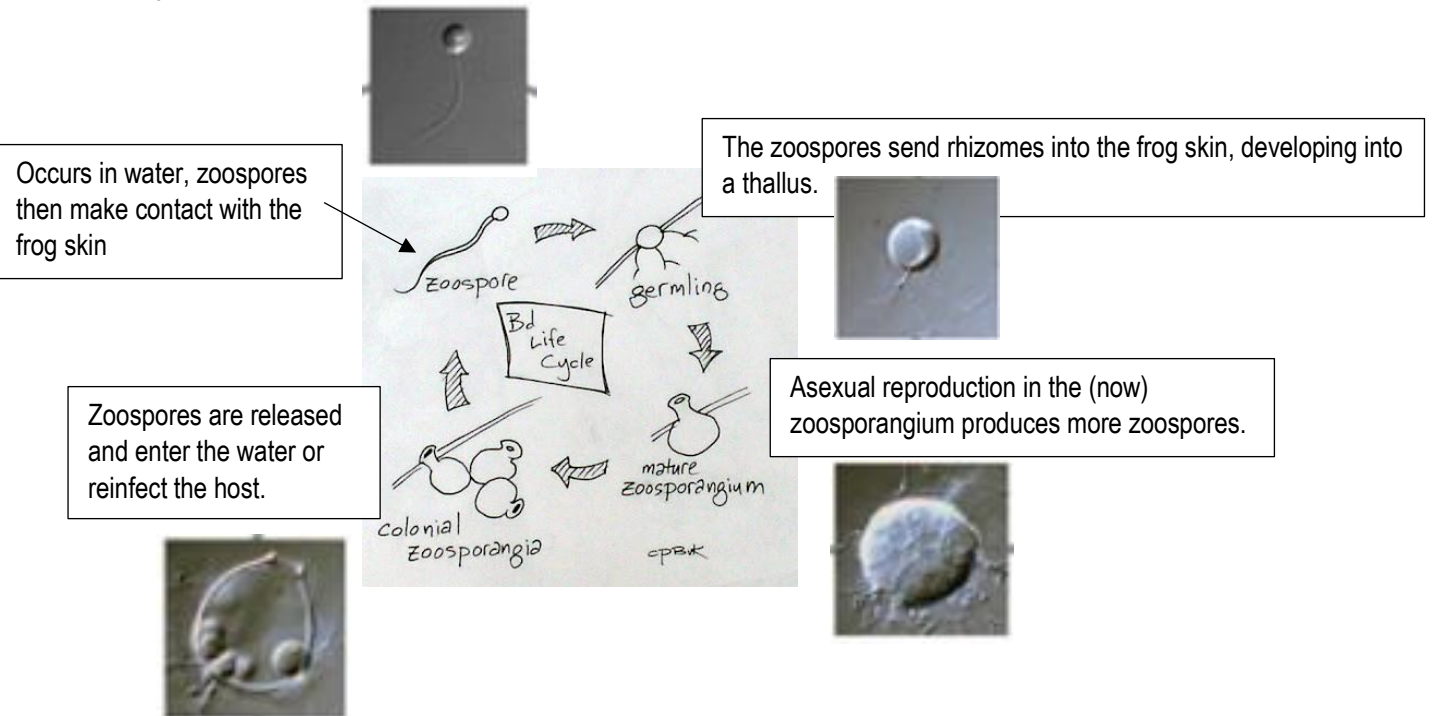 Occurs in water, zoospores
then make contact with the
frog skin
The zoospores send rhizomes into the frog skin, developing into
a thallus.
zoospore
germling
Bd
Life
Cycle
Zoospores are released
and enter the water or
reinfect the host.
Asexual reproduction in the (now)
zoosporangium produces more zoospores.
mature
zoosporangium
colonial
zoosporangia
cpBvK